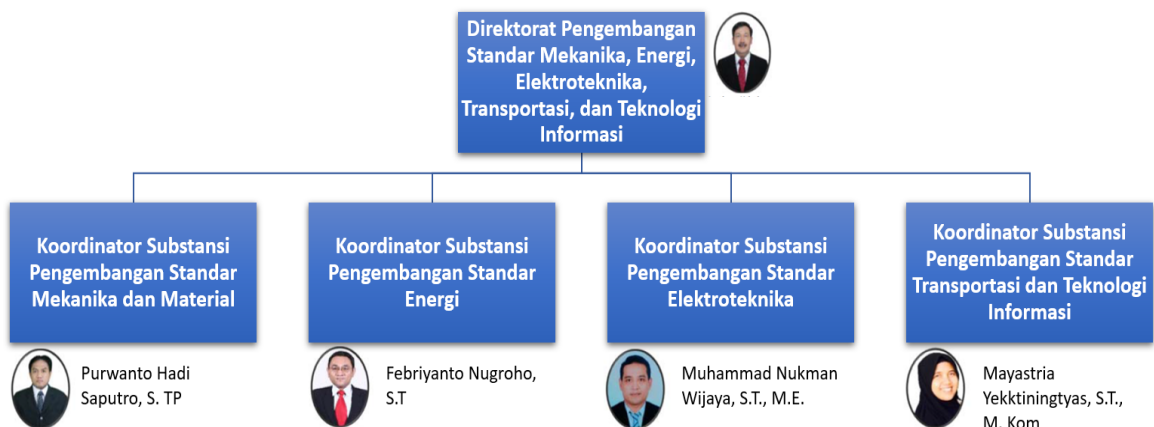 Direktorat Pengembangan
Standar Mekanika, Energi,
Elektroteknika,
Transportasi, dan Teknologi
Informasi
Koordinator Substansi
Pengembangan Standar
Mekanika dan Material
Koordinator Substansi
Pengembangan Standar
Energi
Koordinator Substansi
Pengembangan Standar
Elektroteknika
Koordinator Substansi
Pengembangan Standar
Transportasi dan Teknologi
Informasi
Purwanto Hadi
Saputro, S. TP
Febriyanto Nugroho,
S.T
Muhammad Nukman
Wijaya, S.T., M.E.
Mayastria
Yekktiningtyas, S.T.,
M. Kom